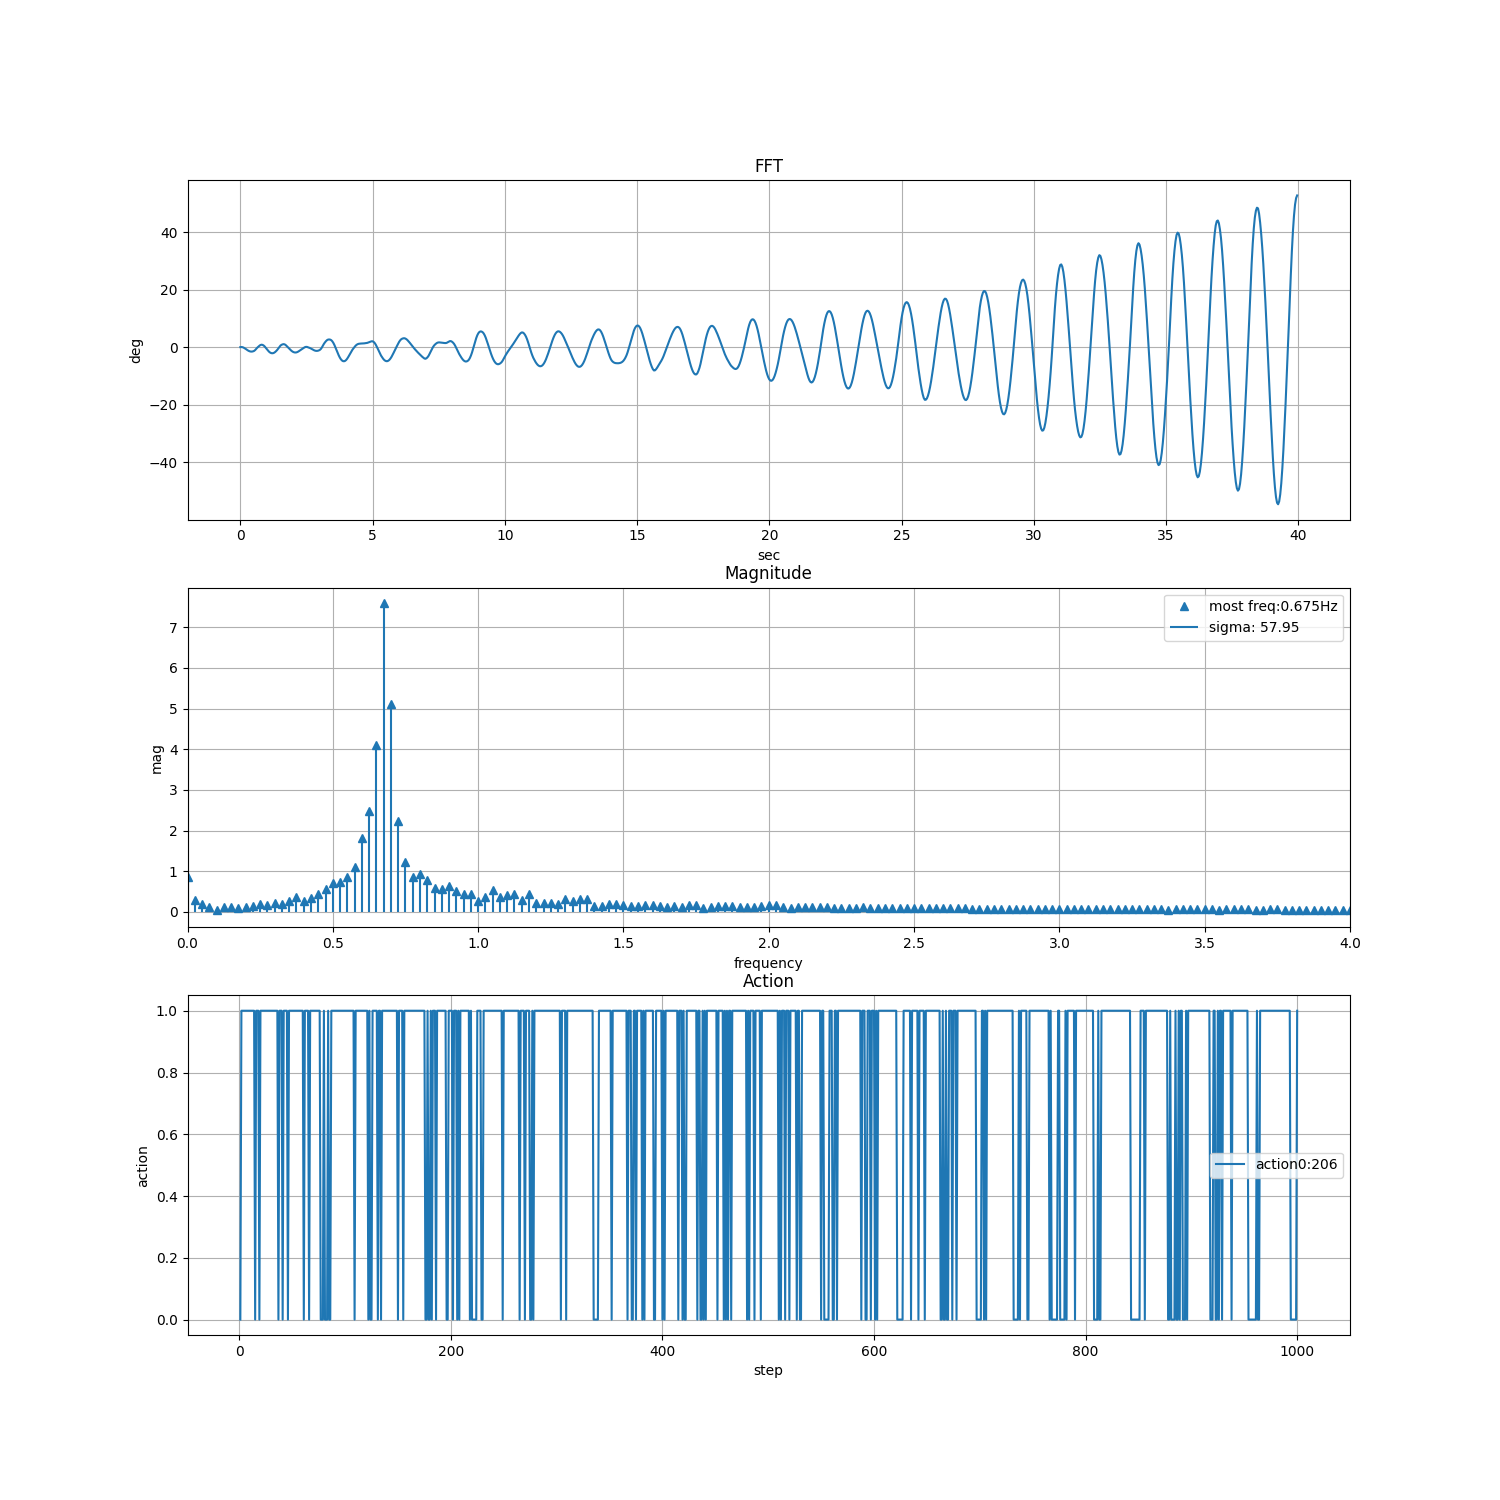 FFT
40
20
0
−20
−40
deg
0 5 10 15 20 25 30 35 40
sec
Magnitude
most freq:0.675Hz
sigma: 57.95
7
6
5
4
3
2
1
0
mag
0.0 0.5 1.0 1.5 2.0 2.5 3.0 3.5 4.0
frequency
Action
1.0
0.8
0.6
0.4
0.2
0.0
action
action0:206
0 200 400 600 800 1000
step